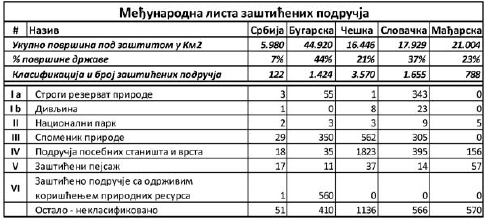 Међународна листа заштићених подручја
# Назив Србија Бугарска Чешка Словачка Мађарска
Укупно површина под заштитом у Км2 5.980 44.920 16.446 17.929 21.004
% површине државе 7% 44% 21% 37% 23%
Класификација и број заштићених подручја 122 1.424 3.570 1.655 788
I a Строги резерват природе 3 55 1 343 0
I b Дивљина 1 0 8 23 0
II Национални парк 2 3 3 9 5
III Споменик природе 29 350 562 305 0
IV Подручја посебних станишта и врста 18 35 1823 395 156
V Заштићени пејсаж 17 11 37 14 57
VI Заштићено подручје са одрживим
коришћењем природних ресурса 1 560 0 0 0
Остало - некласификовано 51 410 1136 566 570